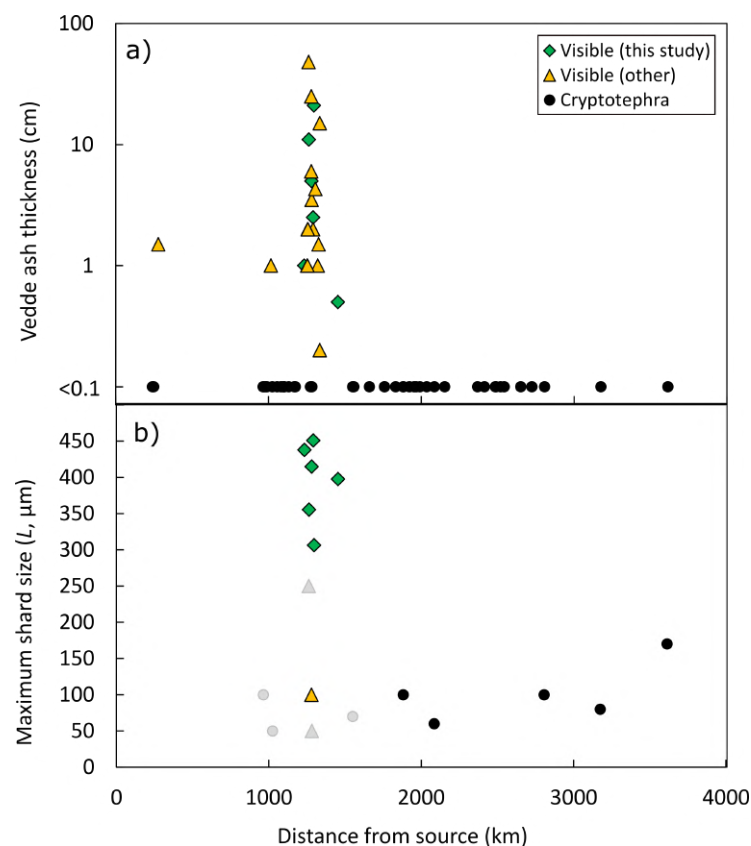 a)
Visible (this study)
Visible (other)
Cryptotephra
Vedde ash thickness (cm)
100
10
1
<0.1
b)
Maximum shard size (L, µm)
450
400
350
300
250
200
150
100
50
0
0 1000 2000 3000 4000
Distance from source (km)